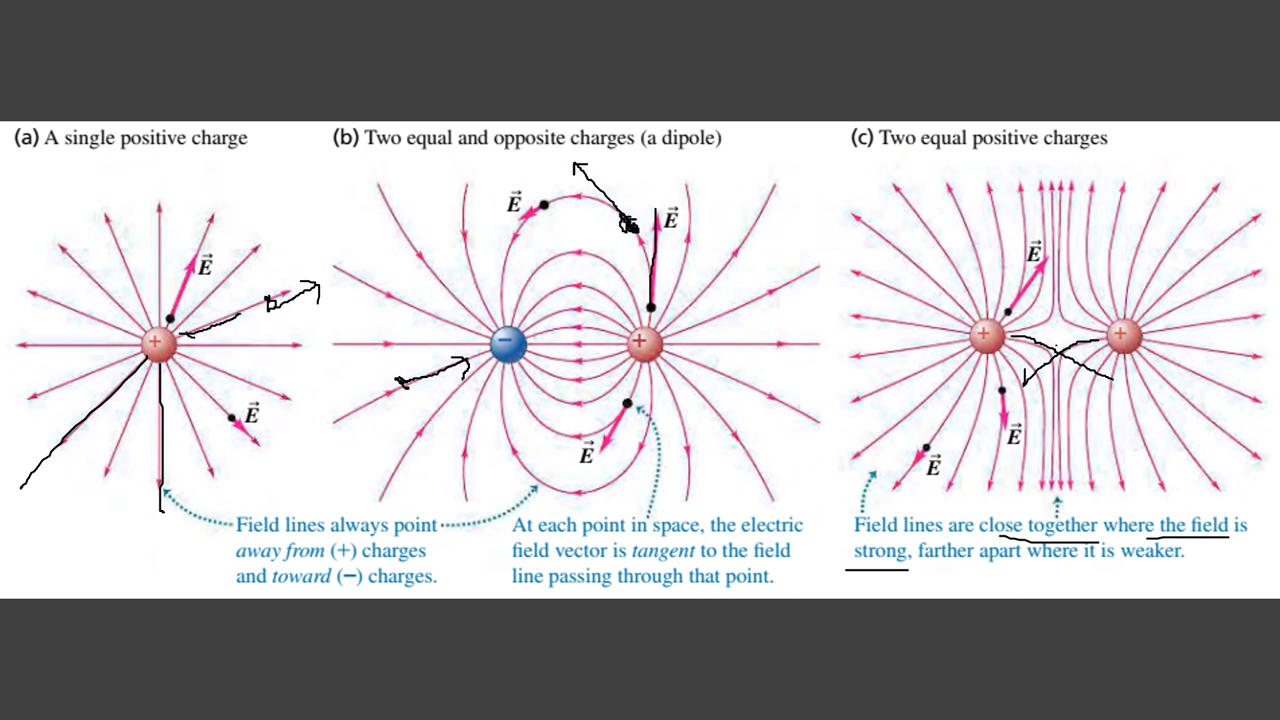 (a) A single positive charge
(b) Two equal and opposite charges (a dipole)
(c) Two equal positive charges
E⃗
E⃗
+
E⃗
E⃗
E⃗
−
+
E⃗
+
+
E⃗
E⃗
Field lines always point
away from (+) charges
and toward (−) charges.
At each point in space, the electric
field vector is tangent to the field
line passing through that point.
Field lines are close together where the field is
strong, farther apart where it is weaker.